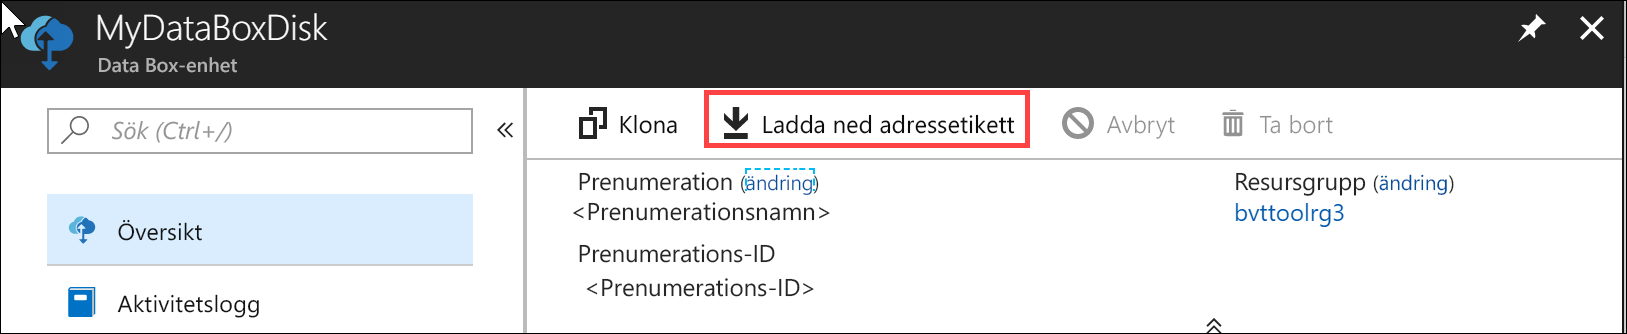 MyDataBoxDisk
Data Box-enhet
Sök (Ctrl+/)
Översikt
Aktivitetslogg
Klona
Ladda ned adressetikett
Avbryt
Ta bort
Prenumeration (ändring)
<Prenumerationsnamn>
Prenumerations-ID
<Prenumerations-ID>
Resursgrupp (ändring)
bvttoolrg3